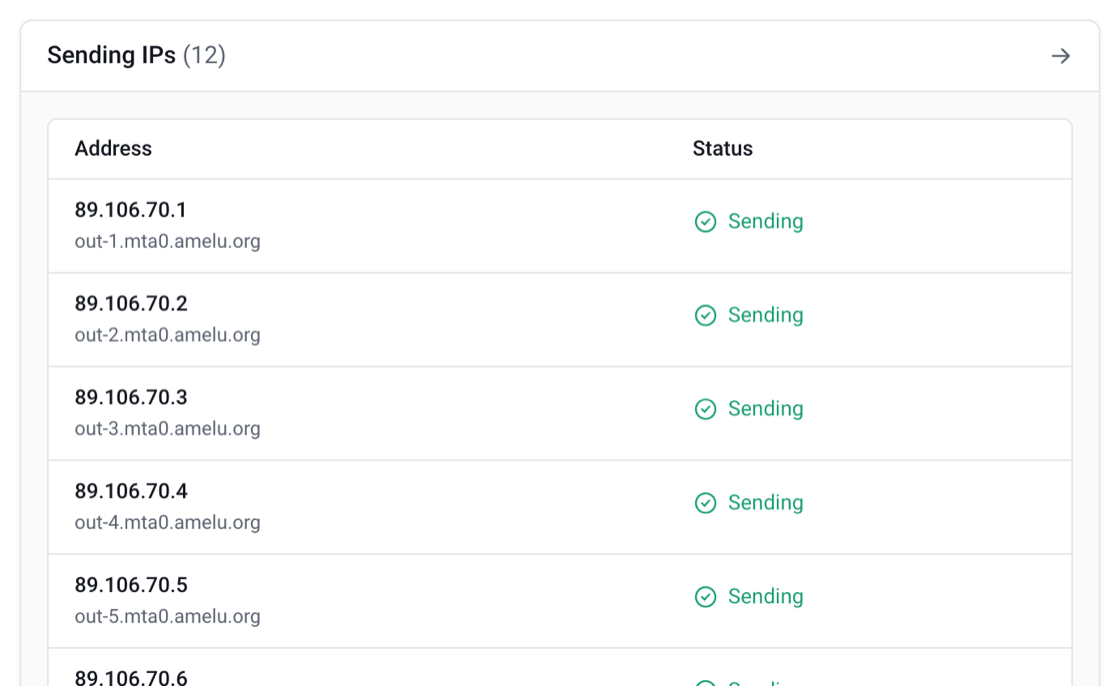 Sending IPs (12)
Address Status
89.106.70.1
out-1.mta0.amelu.org
Sending
89.106.70.2
out-2.mta0.amelu.org
Sending
89.106.70.3
out-3.mta0.amelu.org
Sending
89.106.70.4
out-4.mta0.amelu.org
Sending
89.106.70.5
out-5.mta0.amelu.org
Sending
89.106.70.6